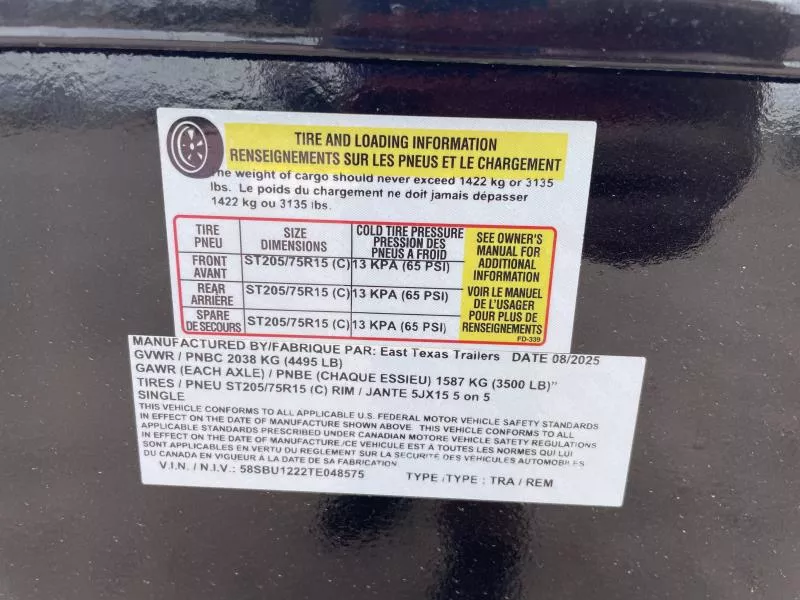 TIRE AND LOADING INFORMATION
RENSEIGNEMENTS SUR LES PNEUS ET LE CHARGEMENT
The weight of cargo should never exceed 1422 kg or 3135
lbs. Le poids du chargement ne doit jamais dépasser
1422 kg ou 3135 lbs.
TIRE
PNEU
SIZE
DIMENSIONS
COLD TIRE PRESSURE
PRESSION DES
PNEUS A FROID
SEE OWNER'S
MANUAL FOR
ADDITIONAL
INFORMATION
VOIR LE MANUEL
DE L'USAGER
POUR PLUS DE
RENSEIGNEMENTS
FRONT
AVANT
ST205/75R15 (C) 13 KPA (65 PSI)
REAR
ARRIÈRE
ST205/75R15 (C) 13 KPA (65 PSI)
SPARE
DE SECOURS
ST205/75R15 (C) 13 KPA (65 PSI)
FD-339
MANUFACTURED BY/FABRIQUE PAR: East Texas Trailers DATE 08/2025
GVWR / PNBC 2038 KG (4495 LB)
GAWR (EACH AXLE) / PNBE (CHAQUE ESSIEU) 1587 KG (3500 LB)"
TIRES / PNEU ST205/75R15 (C) RIM / JANTE 5JX15 5 on 5
SINGLE
THIS VEHICLE CONFORMS TO ALL APPLICABLE U.S. FEDERAL MOTOR VEHICLE SAFETY STANDARDS
IN EFFECT ON THE DATE OF MANUFACTURE SHOWN ABOVE. THIS VEHICLE CONFORMS TO ALL
APPLICABLE STANDARDS PRESCRIBED UNDER CANADIAN MOTORE VEHICLE SAFETY REGULATIONS
IN EFFECT ON THE DATE OF MANUFACTURE./CE VEHICULE EST A TOUTES LES NORMES QUI LUI
SONT APPLICABLES EN VERTU DU REGLEMENT SUR LA SECURITE DES VEHICULES AUTOMOBILES
DU CANADA EN VIGUEUR A LA DATE DE SA FABRICATION
V.I.N. / N.I.V.: 58SBU1222TE048575 TYPE /TYPE : TRA / REM